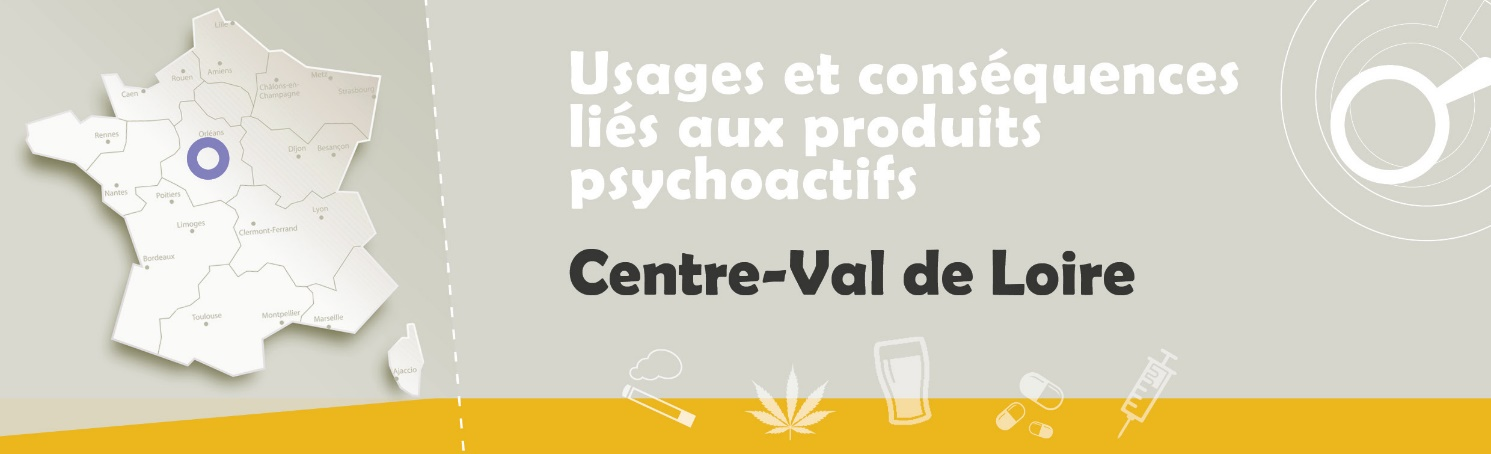 Usages et conséquences
liés aux produits
psychoactifs
Centre-Val de Loire
Lille
Rouen
Amiens
Caen
Châlons-en-
Champagne
Metz
Strasbourg
Rennes
Orléans
Dijon
Besançon
Nantes
Poitiers
Limoges
Lyon
Clermont-Ferrand
Bordeaux
Toulouse
Montpellier
Marseille
Ajaccio